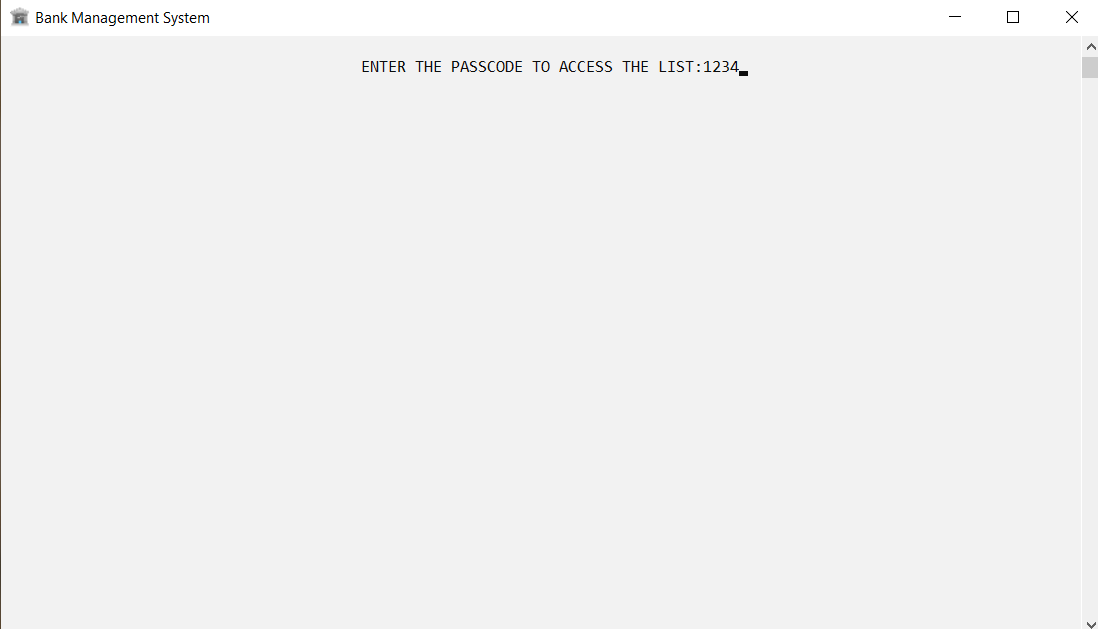 Bank Management System
ENTER THE PASSCODE TO ACCESS THE LIST:1234